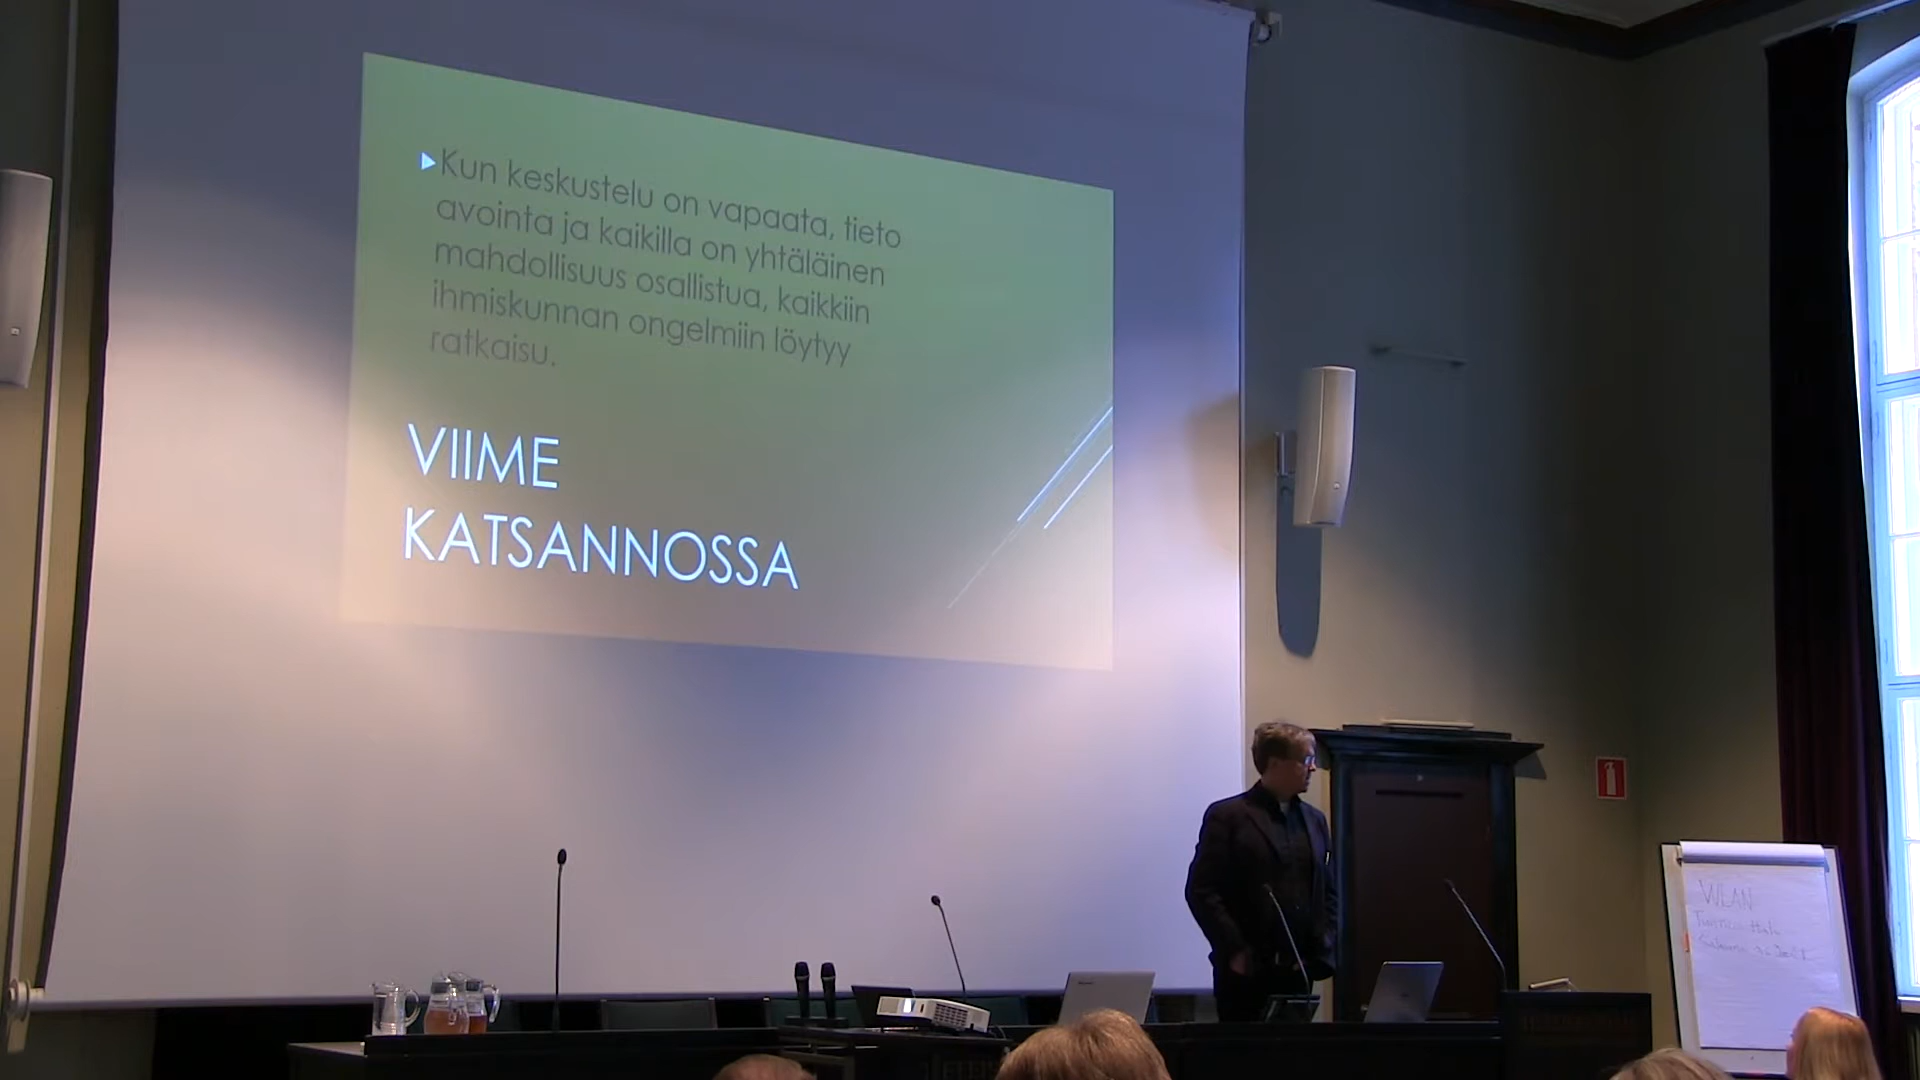 Kun keskustelu on vapaata, tieto
avointa ja kaikilla on yhtäläinen
mahdollisuus osallistua, kaikkiin
ihmiskunnan ongelmiin löytyy
ratkaisu.
VIIME
KATSANNOSSA
WLAN